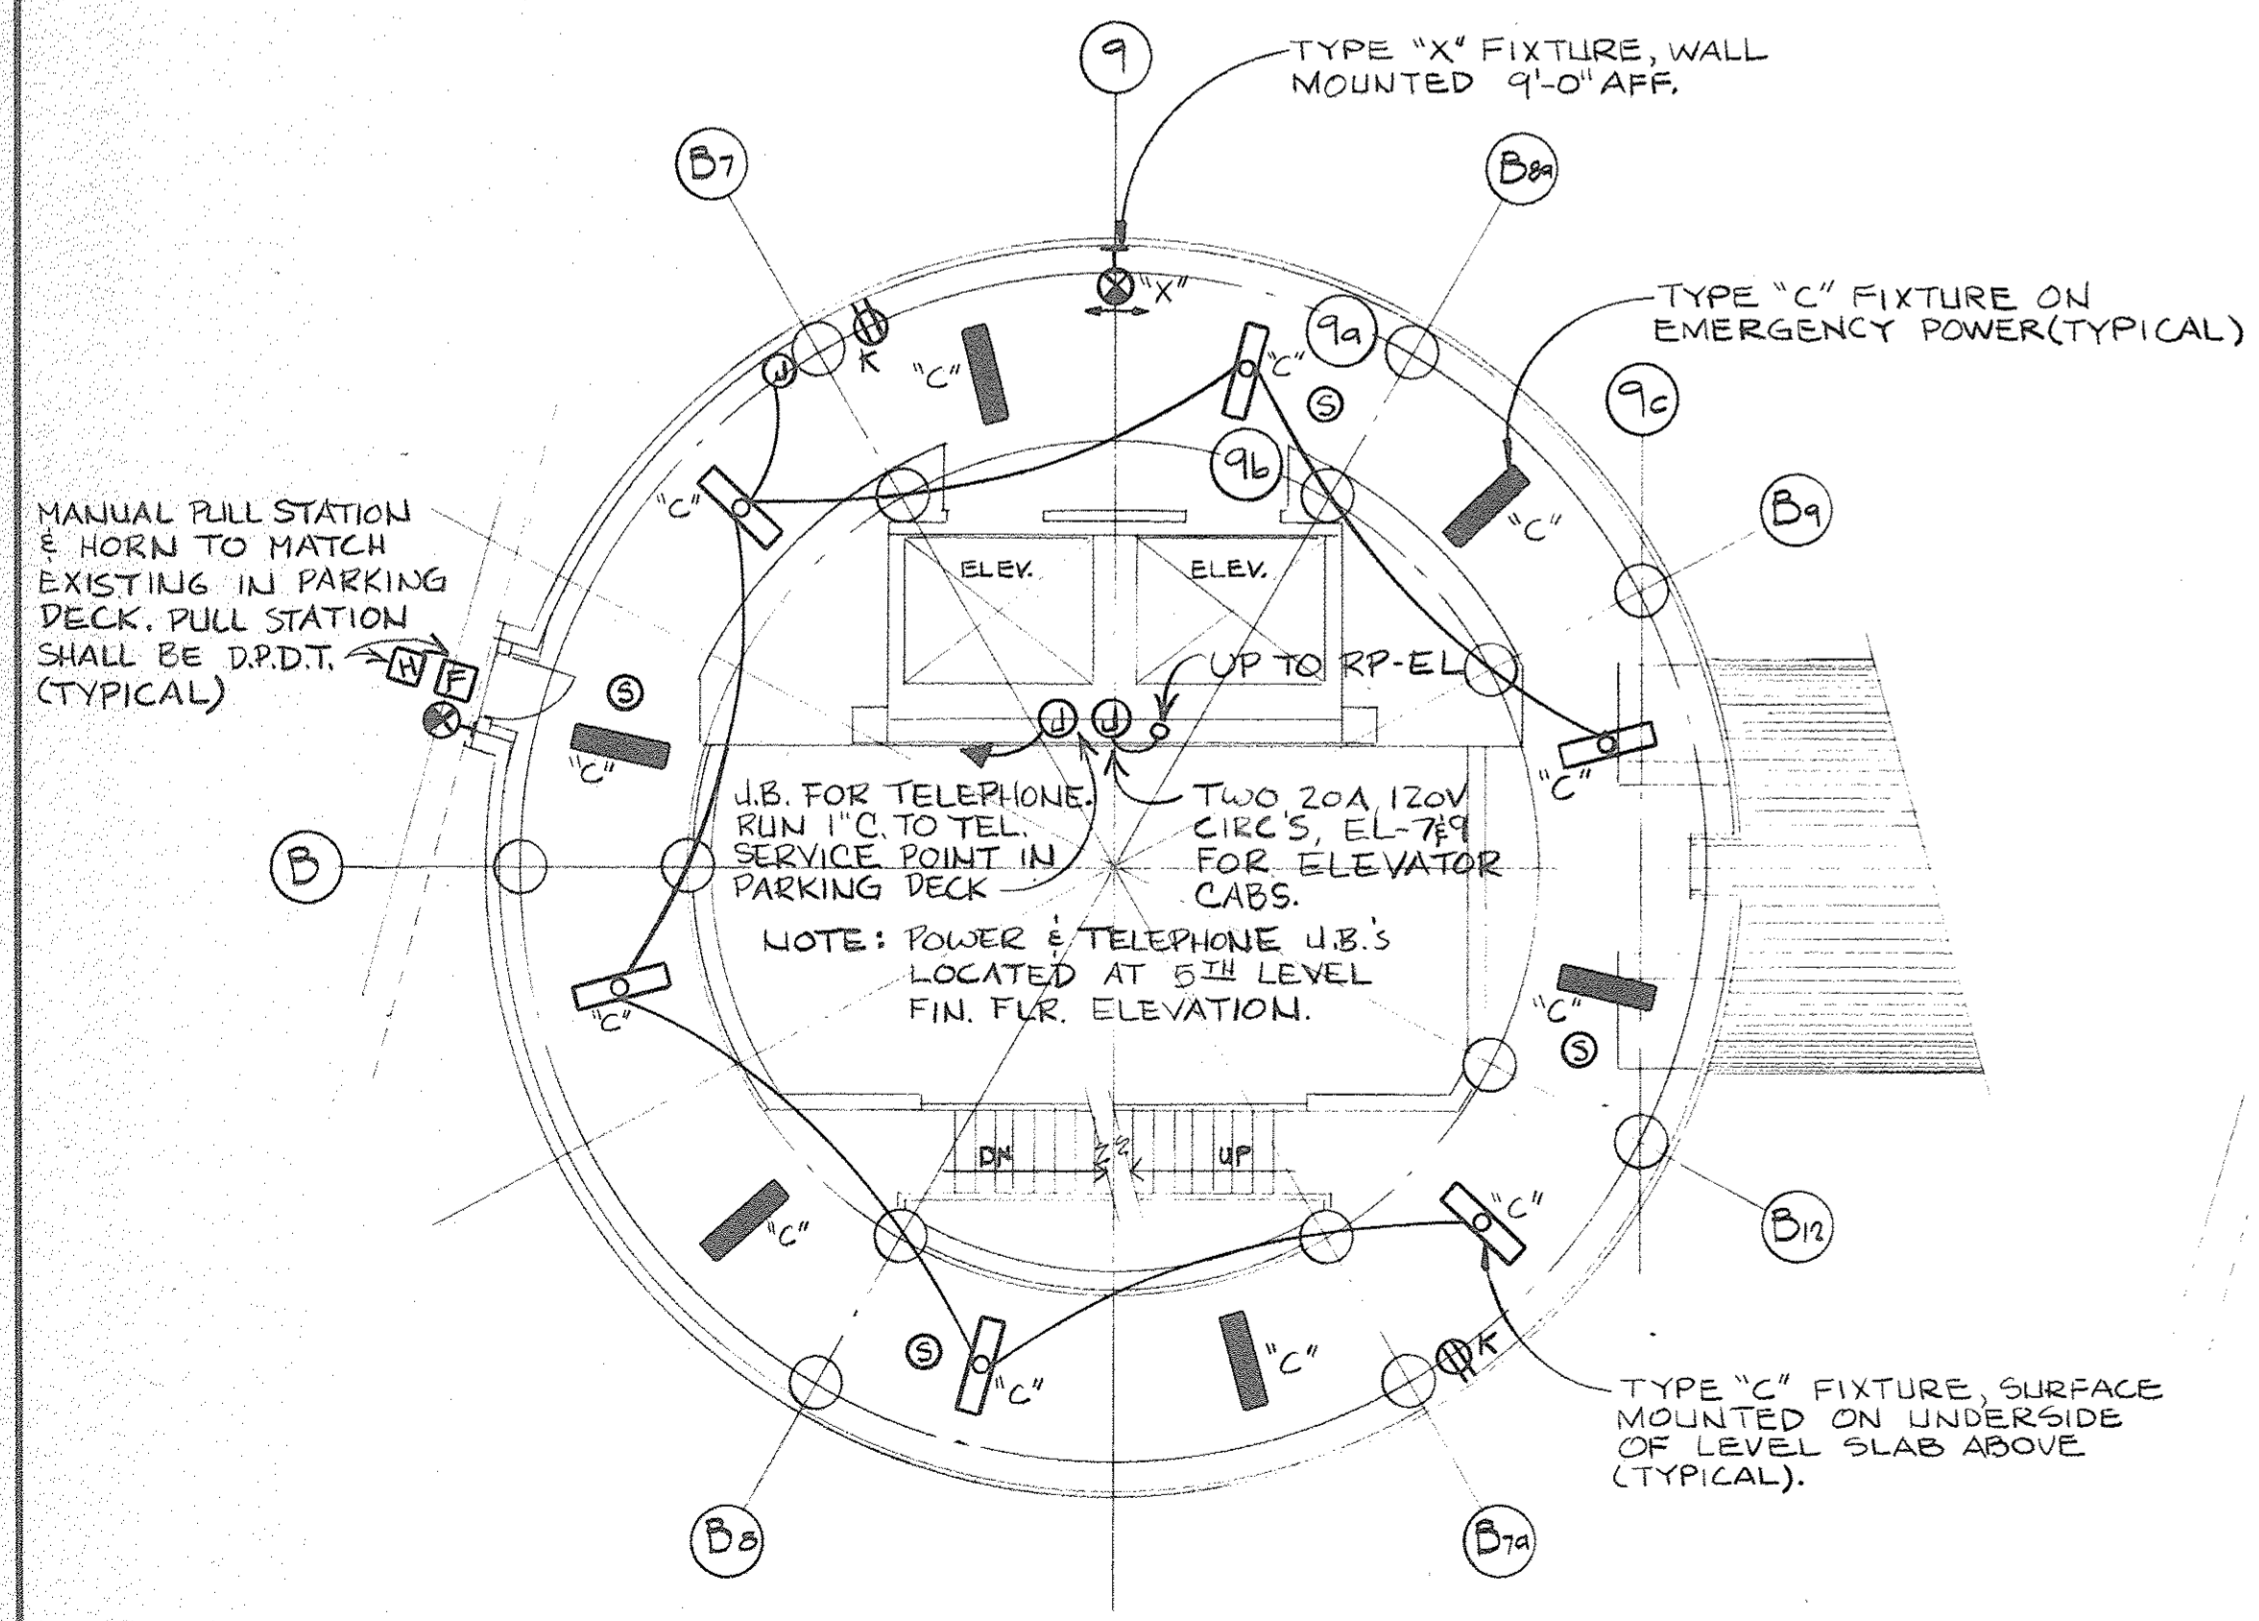 9
TYPE "X" FIXTURE, WALL
MOUNTED 9'-0" AFF.
B7
B8a
"X"
TYPE "C" FIXTURE ON
EMERGENCY POWER (TYPICAL)
9a
K
J
"C"
"C"
S
9c
9b
"C"
"C"
B9
MANUAL PULL STATION
& HORN TO MATCH
EXISTING IN PARKING
DECK. PULL STATION
SHALL BE D.P.D.T.
(TYPICAL)
H F
ELEV.
ELEV.
UP TO RP-EL
S
J J
"C"
"C"
J.B. FOR TELEPHONE.
RUN 1"C. TO TEL.
SERVICE POINT IN
PARKING DECK
TWO 20A 120V
CIRC'S, EL-7&9
FOR ELEVATOR
CABS.
B
NOTE: POWER & TELEPHONE J.B.'s
LOCATED AT 5TH LEVEL
FIN. FLR. ELEVATION.
"C"
"C"
S
DN
UP
"C"
"C"
B12
S
"C"
"C"
K
TYPE "C" FIXTURE, SURFACE
MOUNTED ON UNDERSIDE
OF LEVEL SLAB ABOVE
(TYPICAL).
B8
B7a